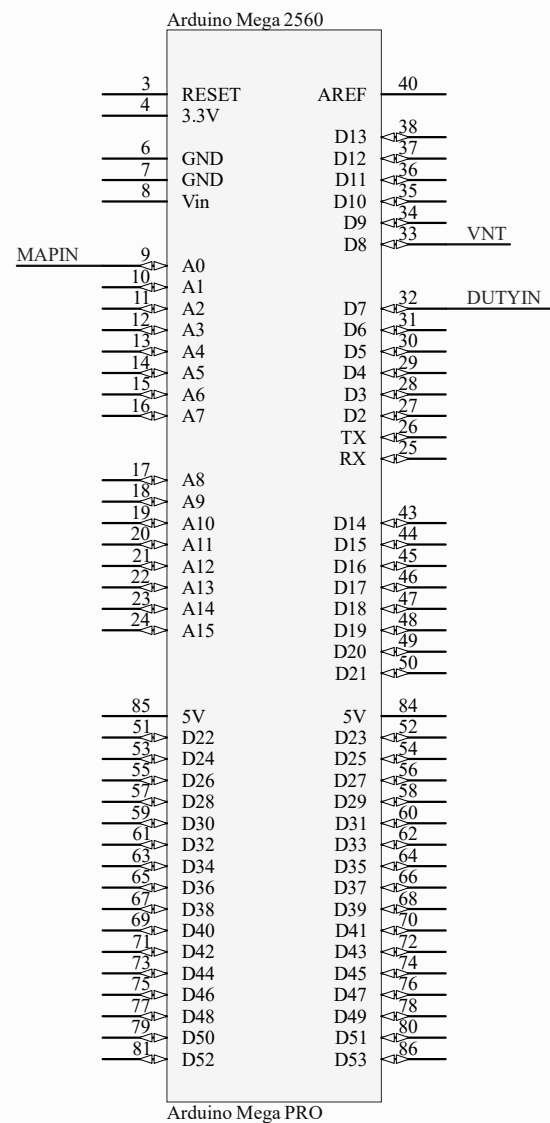 Arduino Mega 2560
3 RESET AREF 40
4 3.3V
D13 38
6 GND D12 37
7 GND D11 36
8 Vin D10 35
D9 34
D8 33 VNT
MAPIN 9 A0
10 A1
11 A2 D7 32 DUTYIN
12 A3 D6 31
13 A4 D5 30
14 A5 D4 29
15 A6 D3 28
16 A7 D2 27
TX 26
RX 25
17 A8
18 A9
19 A10 D14 43
20 A11 D15 44
21 A12 D16 45
22 A13 D17 46
23 A14 D18 47
24 A15 D19 48
D20 49
D21 50
85 5V 5V 84
51 D22 D23 52
53 D24 D25 54
55 D26 D27 56
57 D28 D29 58
59 D30 D31 60
61 D32 D33 62
63 D34 D35 64
65 D36 D37 66
67 D38 D39 68
69 D40 D41 70
71 D42 D43 72
73 D44 D45 74
75 D46 D47 76
77 D48 D49 78
79 D50 D51 80
81 D52 D53 86
Arduino Mega PRO